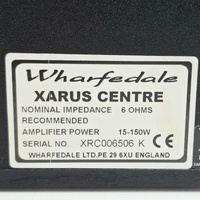 Wharfedale
XARUS CENTRE
NOMINAL IMPEDANCE 6 OHMS
RECOMMENDED
AMPLIFIER POWER 15-150W
SERIAL NO. XRC006506 K CE
WHARFEDALE LTD.PE 29 6XU ENGLAND